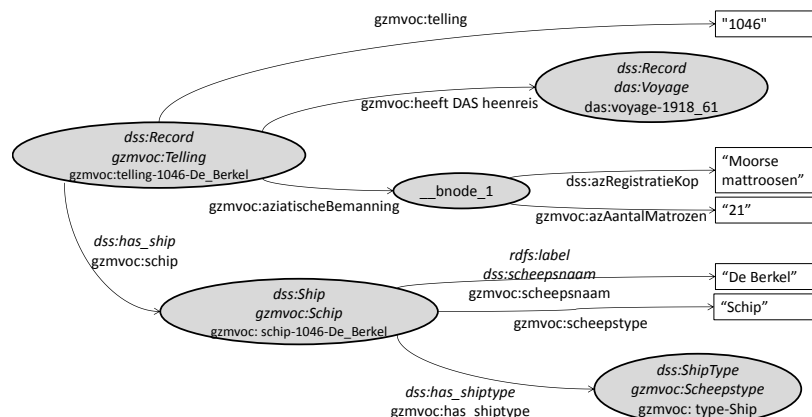 gzmvoc:telling
"1046"
dss:Record
das:Voyage
das:voyage-1918_61
gzmvoc:heeft DAS heenreis
dss:Record
gzmvoc:Telling
gzmvoc:telling-1046-De_Berkel
__bnode_1
gzmvoc:aziatischeBemanning
dss:azRegistratieKop
“Moorse
mattroosen”
gzmvoc:azAantalMatrozen
“21”
dss:has_ship
gzmvoc:schip
rdfs:label
dss:scheepsnaam
gzmvoc:scheepsnaam
“De Berkel”
dss:Ship
gzmvoc:Schip
gzmvoc: schip-1046-De_Berkel
gzmvoc:scheepstype
“Schip”
dss:has_shiptype
gzmvoc:has_shiptype
dss:ShipType
gzmvoc:Scheepstype
gzmvoc: type-Ship